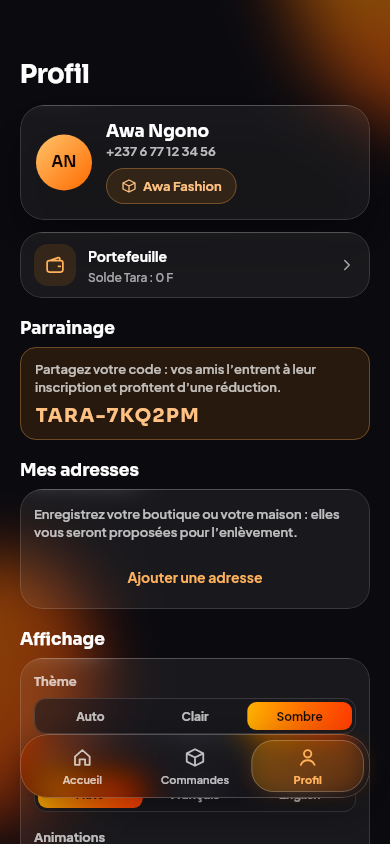 Profil
AN
Awa Ngono
+237 6 77 12 34 56
Awa Fashion
Portefeuille
Solde Tara : 0 F
Parrainage
Partagez votre code : vos amis l’entrent à leur
inscription et profitent d’une réduction.
TARA-7KQ2PM
Mes adresses
Enregistrez votre boutique ou votre maison : elles
vous seront proposées pour l’enlèvement.
Ajouter une adresse
Affichage
Thème
Auto Clair Sombre
Accueil Commandes Profil
Animations